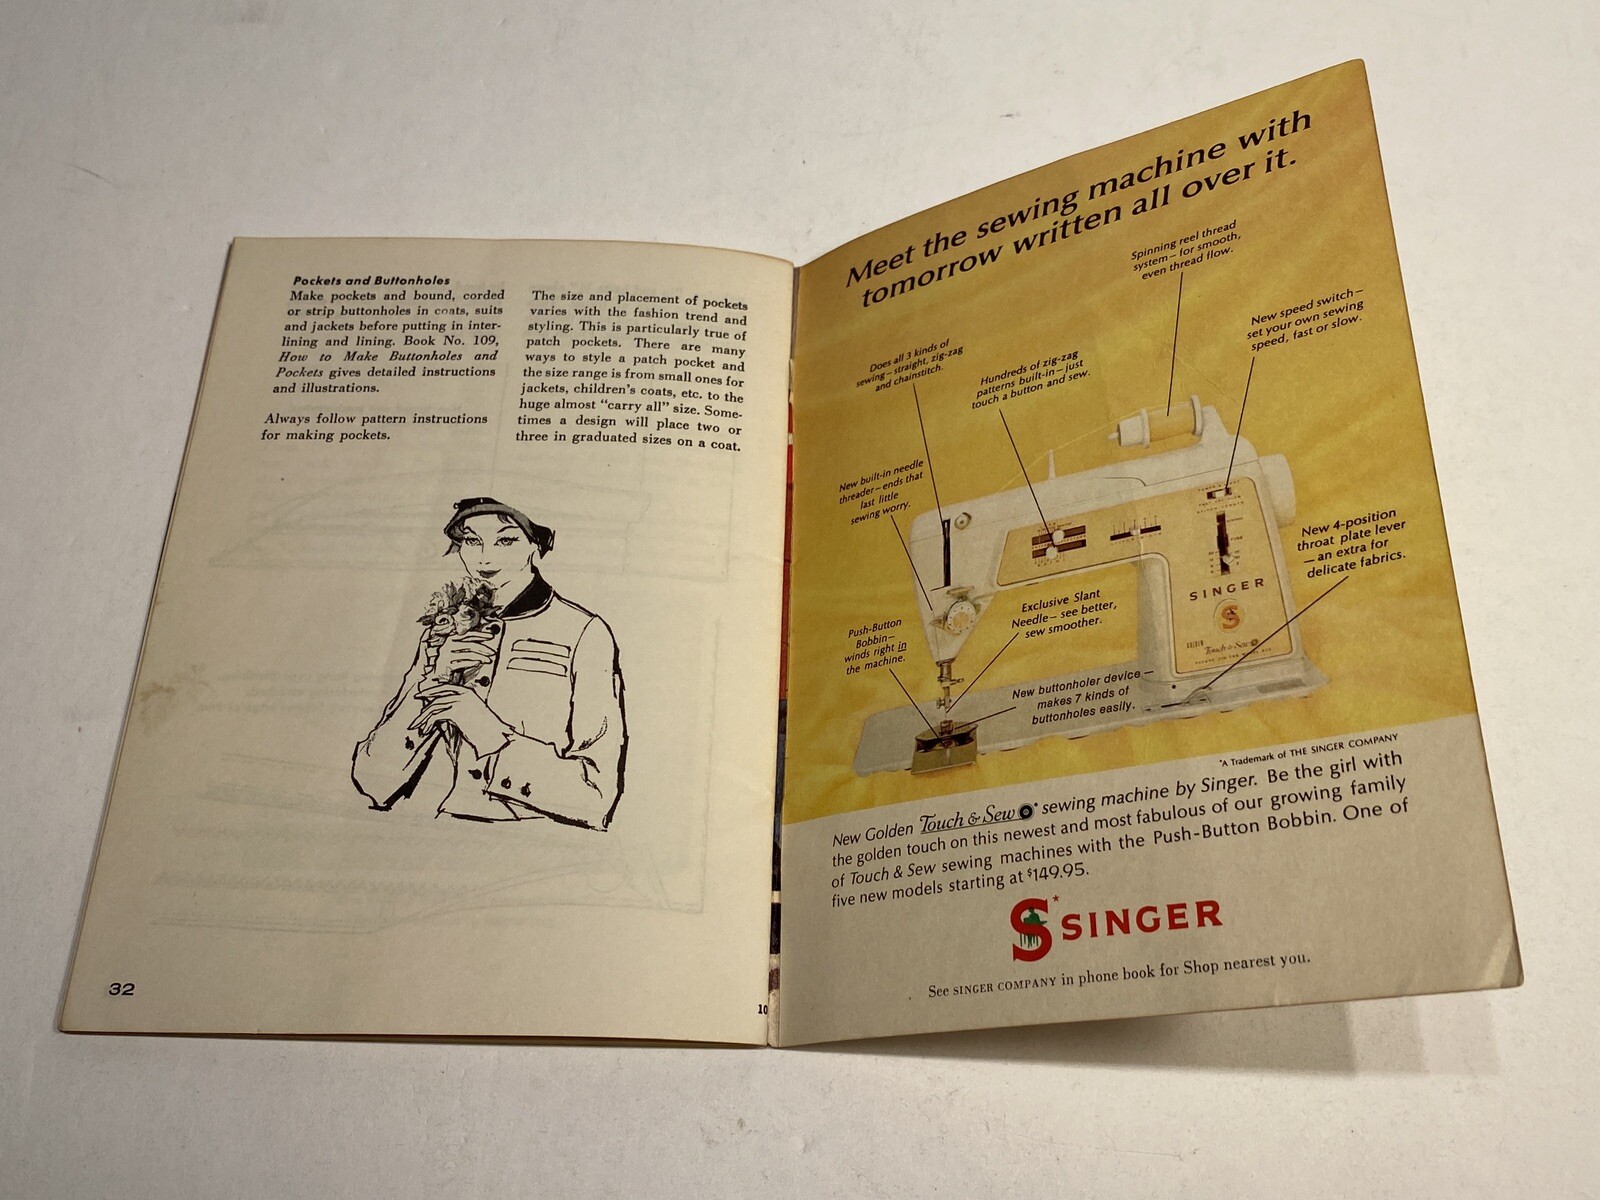 Pockets and Buttonholes
Make pockets and bound, corded
or strip buttonholes in coats, suits
and jackets before putting in inter-
lining and lining. Book No. 109,
How to Make Buttonholes and
Pockets gives detailed instructions
and illustrations.
Always follow pattern instructions
for making pockets.
The size and placement of pockets
varies with the fashion trend and
styling. This is particularly true of
patch pockets. There are many
ways to style a patch pocket and
the size range is from small ones for
jackets, children's coats, etc. to the
huge almost "carry all" size. Some-
times a design will place two or
three in graduated sizes on a coat.
32
10
Meet the sewing machine with
tomorrow written all over it.
Spinning reel thread
system—for smooth,
even thread flow.
New speed switch—
set your own sewing
speed, fast or slow.
Does all 3 kinds of
sewing—straight, zig-zag
and chainstitch.
Hundreds of zig-zag
patterns built-in—just
touch a button and sew.
New built-in needle
threader—ends that
last little
sewing worry.
New 4-position
throat plate lever
—an extra for
delicate fabrics.
Exclusive Slant
Needle—see better,
sew smoother.
Push-Button
Bobbin—
winds right in
the machine.
New buttonholer device—
makes 7 kinds of
buttonholes easily.
SINGER
S
Touch & Sew
*A Trademark of THE SINGER COMPANY
New Golden Touch & Sew* sewing machine by Singer. Be the girl with
the golden touch on this newest and most fabulous of our growing family
of Touch & Sew sewing machines with the Push-Button Bobbin. One of
five new models starting at $149.95.
S* SINGER
See SINGER COMPANY in phone book for Shop nearest you.